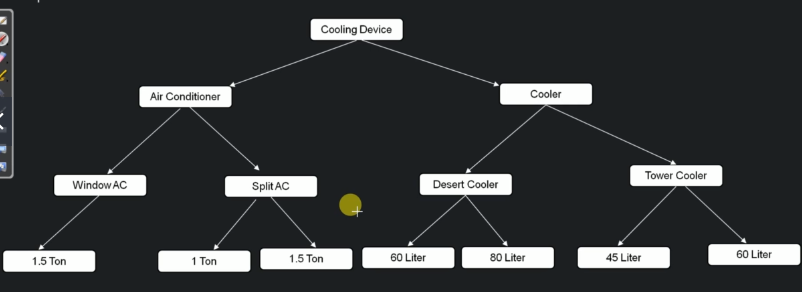 Cooling Device
Air Conditioner
Cooler
Window AC
Split AC
Desert Cooler
Tower Cooler
1.5 Ton
1 Ton
1.5 Ton
60 Liter
80 Liter
45 Liter
60 Liter